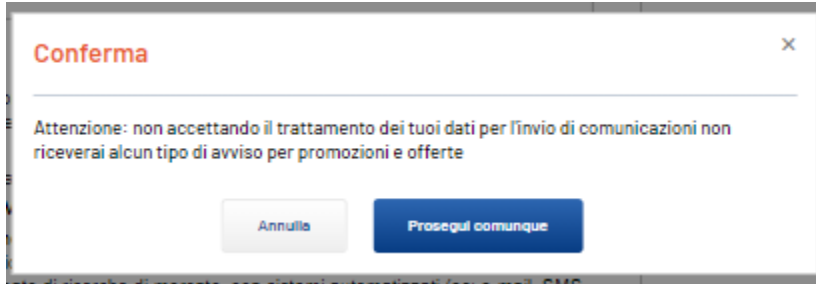 Conferma
×
Attenzione: non accettando il trattamento dei tuoi dati per l'invio di comunicazioni non
riceverai alcun tipo di avviso per promozioni e offerte
Annulla
Prosegui comunque